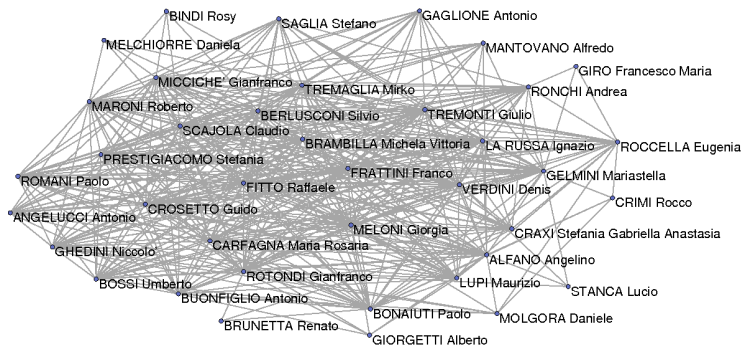 BINDI Rosy
GAGLIONE Antonio
SAGLIA Stefano
MELCHIORRE Daniela
MANTOVANO Alfredo
GIRO Francesco Maria
MICCICHE' Gianfranco
TREMAGLIA Mirko
RONCHI Andrea
MARONI Roberto
BERLUSCONI Silvio
TREMONTI Giulio
SCAJOLA Claudio
BRAMBILLA Michela Vittoria
LA RUSSA Ignazio
ROCCELLA Eugenia
PRESTIGIACOMO Stefania
FRATTINI Franco
GELMINI Mariastella
ROMANI Paolo
FITTO Raffaele
VERDINI Denis
CRIMI Rocco
ANGELUCCI Antonio
CROSETTO Guido
MELONI Giorgia
CRAXI Stefania Gabriella Anastasia
GHEDINI Niccolo'
CARFAGNA Maria Rosaria
ALFANO Angelino
BOSSI Umberto
ROTONDI Gianfranco
LUPI Maurizio
STANCA Lucio
BUONFIGLIO Antonio
BONAIUTI Paolo
MOLGORA Daniele
BRUNETTA Renato
GIORGETTI Alberto